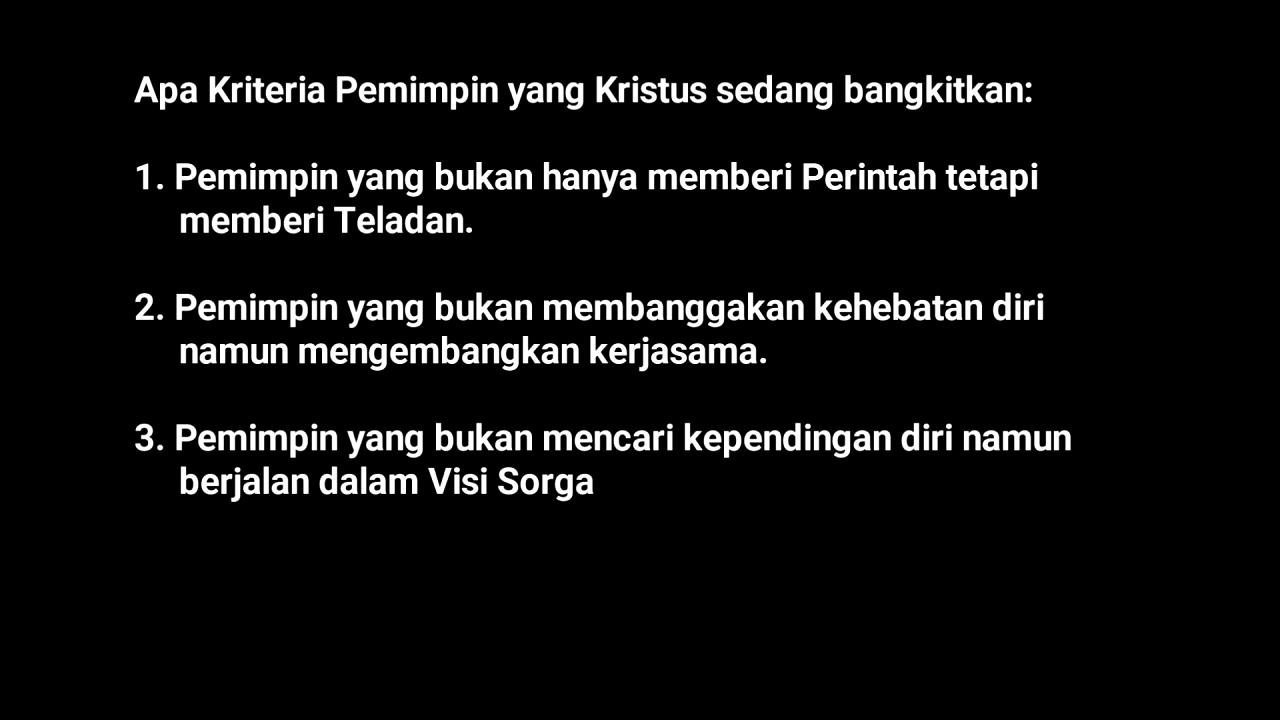 Apa Kriteria Pemimpin yang Kristus sedang bangkitkan:
1. Pemimpin yang bukan hanya memberi Perintah tetapi
memberi Teladan.
2. Pemimpin yang bukan membanggakan kehebatan diri
namun mengembangkan kerjasama.
3. Pemimpin yang bukan mencari kependingan diri namun
berjalan dalam Visi Sorga